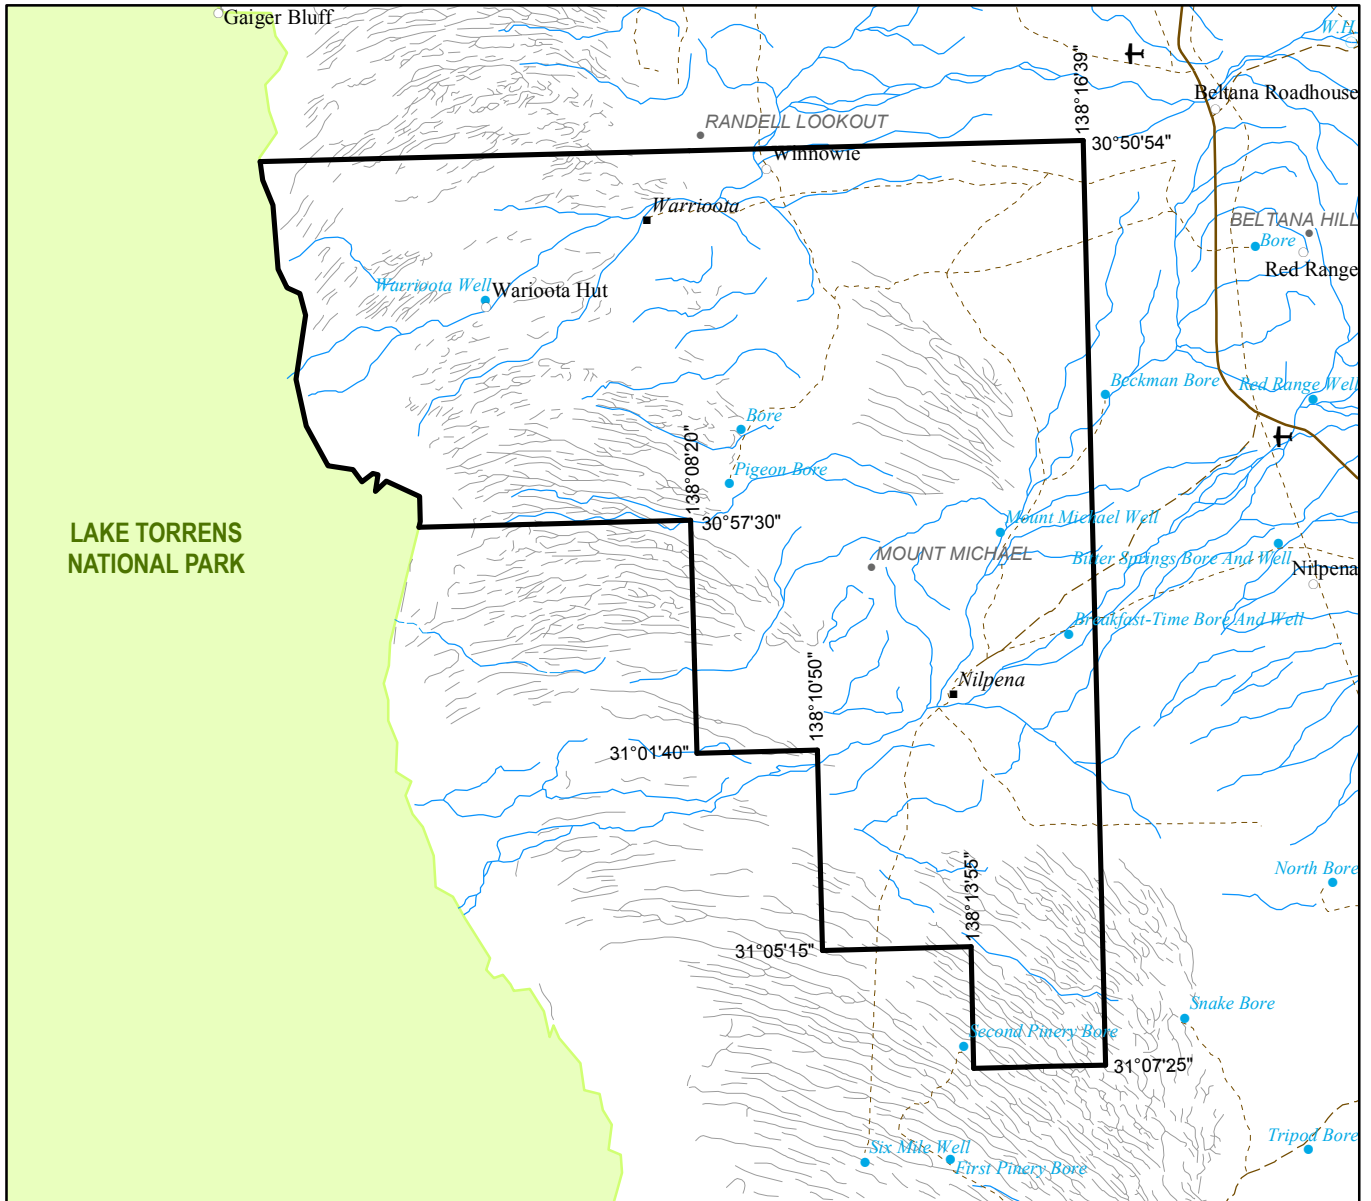 Gaiger Bluff
W.H.
138°16'39"
Beltana Roadhouse
RANDELL LOOKOUT
30°50'54"
Winnowie
Warrioota
BELTANA HILL
Bore
Red Range
Warrioota Well
Warioota Hut
Beckman Bore
Red Range Well
Bore
138°08'20"
Pigeon Bore
30°57'30"
Mount Michael Well
LAKE TORRENS
NATIONAL PARK
MOUNT MICHAEL
Bitter Springs Bore And Well
Nilpena
Breakfast-Time Bore And Well
138°10'50"
Nilpena
31°01'40"
138°13'55"
North Bore
31°05'15"
Snake Bore
Second Pinery Bore
31°07'25"
Tripod Bore
Six Mile Well
First Pinery Bore